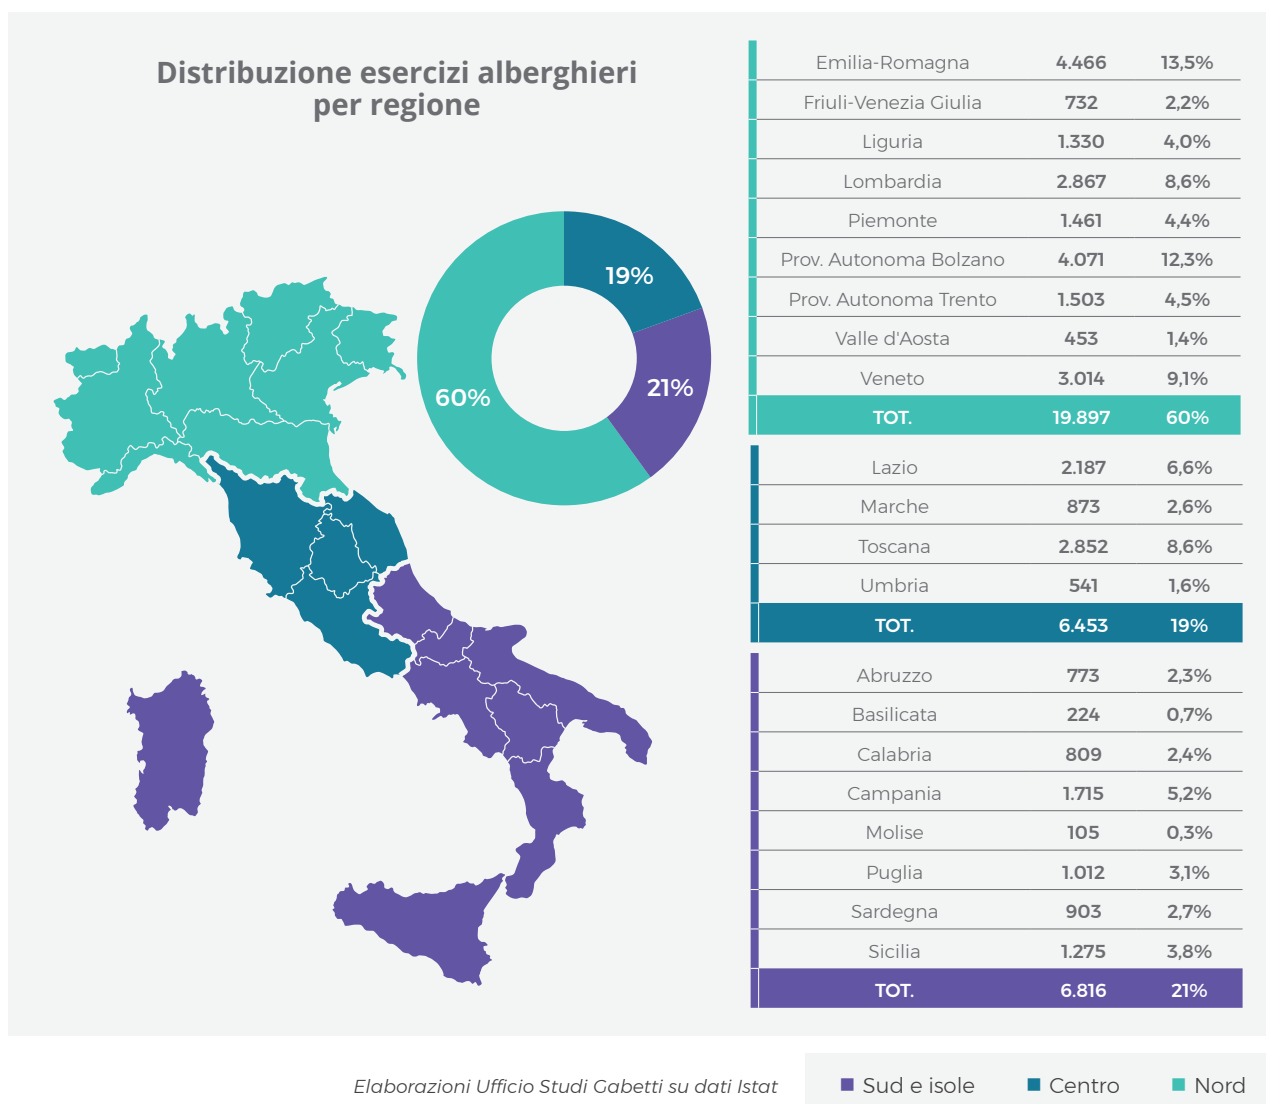 Distribuzione esercizi alberghieri
per regione
19%
21%
60%
Emilia-Romagna 4.466 13,5%
Friuli-Venezia Giulia 732 2,2%
Liguria 1.330 4,0%
Lombardia 2.867 8,6%
Piemonte 1.461 4,4%
Prov. Autonoma Bolzano 4.071 12,3%
Prov. Autonoma Trento 1.503 4,5%
Valle d'Aosta 453 1,4%
Veneto 3.014 9,1%
TOT. 19.897 60%
Lazio 2.187 6,6%
Marche 873 2,6%
Toscana 2.852 8,6%
Umbria 541 1,6%
TOT. 6.453 19%
Abruzzo 773 2,3%
Basilicata 224 0,7%
Calabria 809 2,4%
Campania 1.715 5,2%
Molise 105 0,3%
Puglia 1.012 3,1%
Sardegna 903 2,7%
Sicilia 1.275 3,8%
TOT. 6.816 21%
Elaborazioni Ufficio Studi Gabetti su dati Istat
Sud e isole Centro Nord